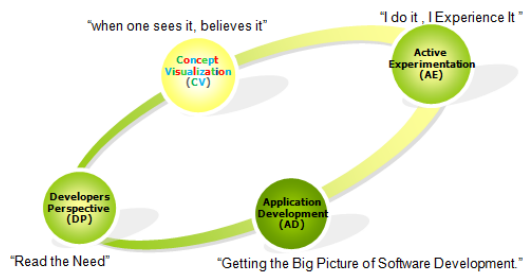 “when one sees it, believes it”
“I do it , I Experience It ”
Concept
Visualization
(CV)
Active
Experimentation
(AE)
Developers
Perspective
(DP)
Application
Development
(AD)
“Read the Need”
“Getting the Big Picture of Software Development.”